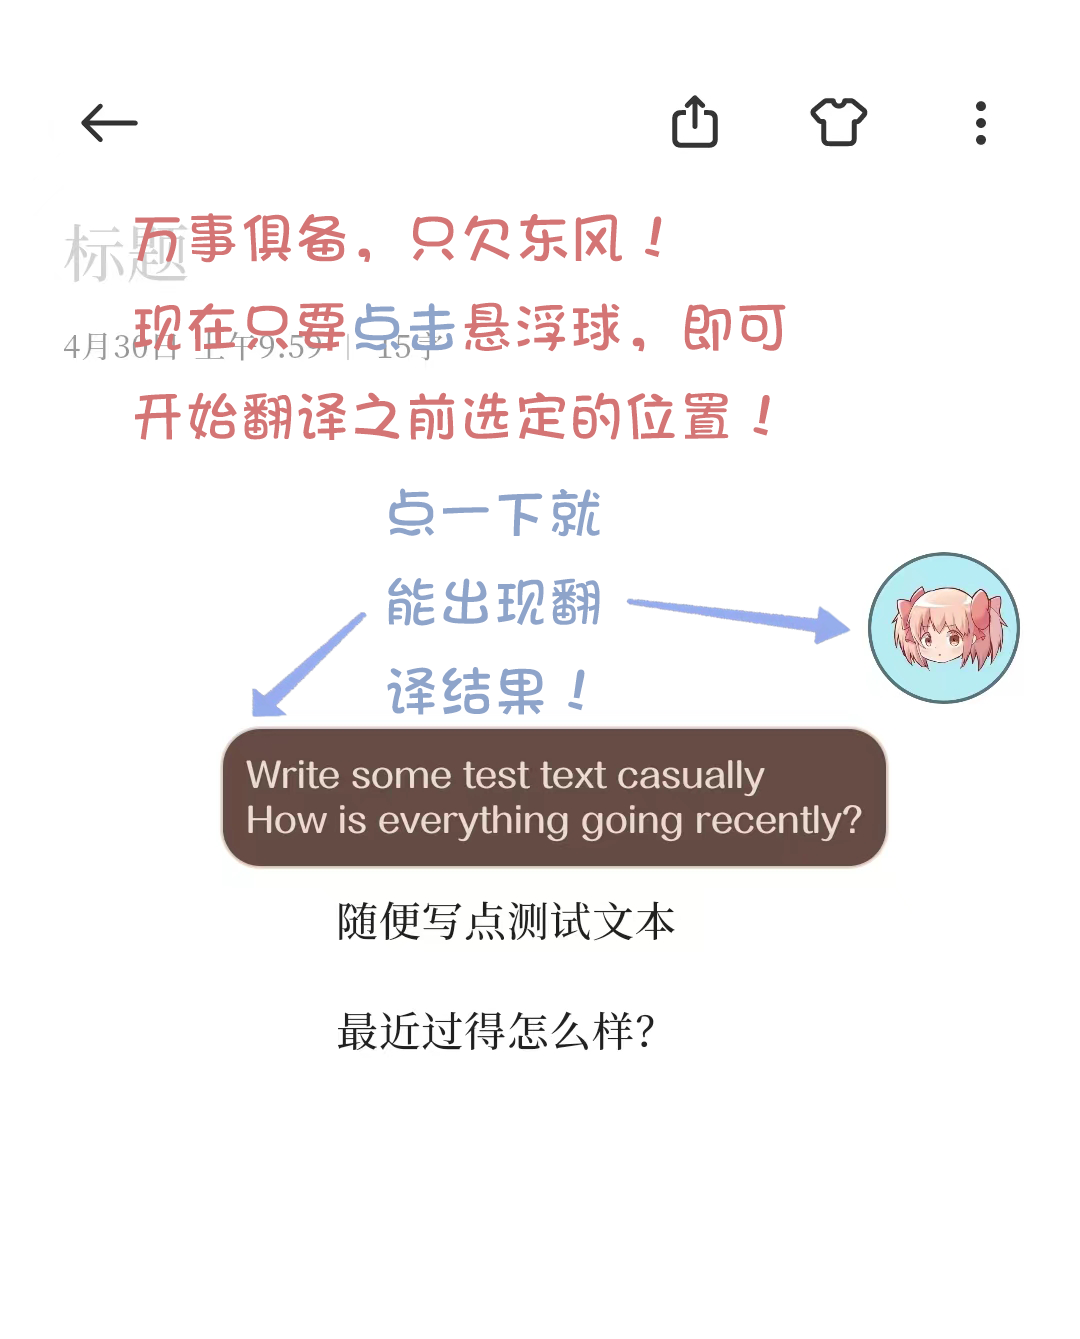 标题
万事俱备，只欠东风！
现在只要点击悬浮球，即可
4月30日 上午9:59 | 15字
开始翻译之前选定的位置！
点一下就
能出现翻
译结果！
Write some test text casually
How is everything going recently?
随便写点测试文本
最近过得怎么样？